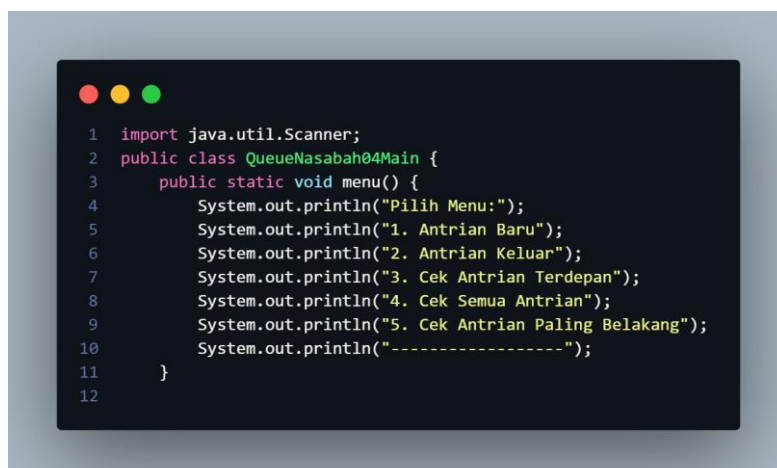 1 import java.util.Scanner;
2 public class QueueNasabah04Main {
3     public static void menu() {
4         System.out.println("Pilih Menu:");
5         System.out.println("1. Antrian Baru");
6         System.out.println("2. Antrian Keluar");
7         System.out.println("3. Cek Antrian Terdepan");
8         System.out.println("4. Cek Semua Antrian");
9         System.out.println("5. Cek Antrian Paling Belakang");
10         System.out.println("------------------");
11     }
12